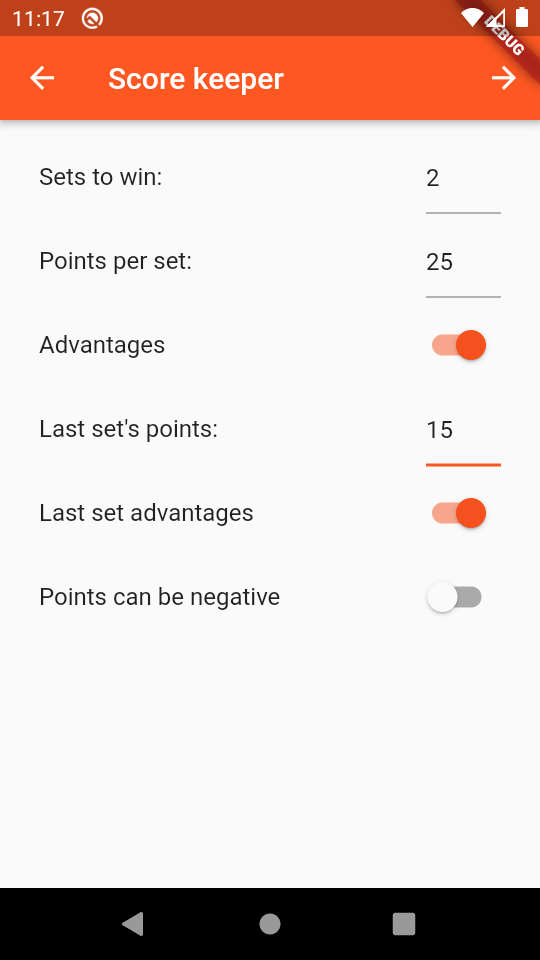 11:17
DEBUG
Score keeper
Sets to win: 2
Points per set: 25
Advantages
Last set's points: 15
Last set advantages
Points can be negative